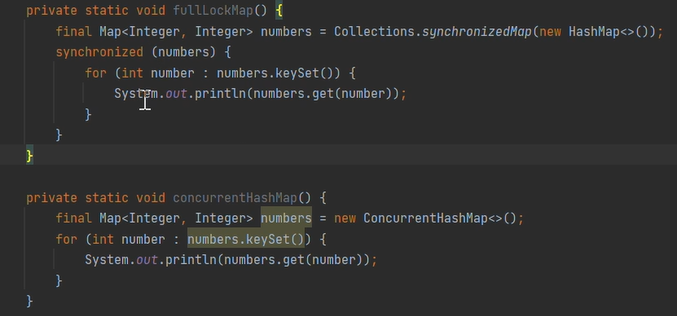 private static void fullLockMap() {
    final Map<Integer, Integer> numbers = Collections.synchronizedMap(new HashMap<>());
    synchronized (numbers) {
        for (int number : numbers.keySet()) {
            System.out.println(numbers.get(number));
        }
    }
}
private static void concurrentHashMap() {
    final Map<Integer, Integer> numbers = new ConcurrentHashMap<>();
    for (int number : numbers.keySet()) {
        System.out.println(numbers.get(number));
    }
}